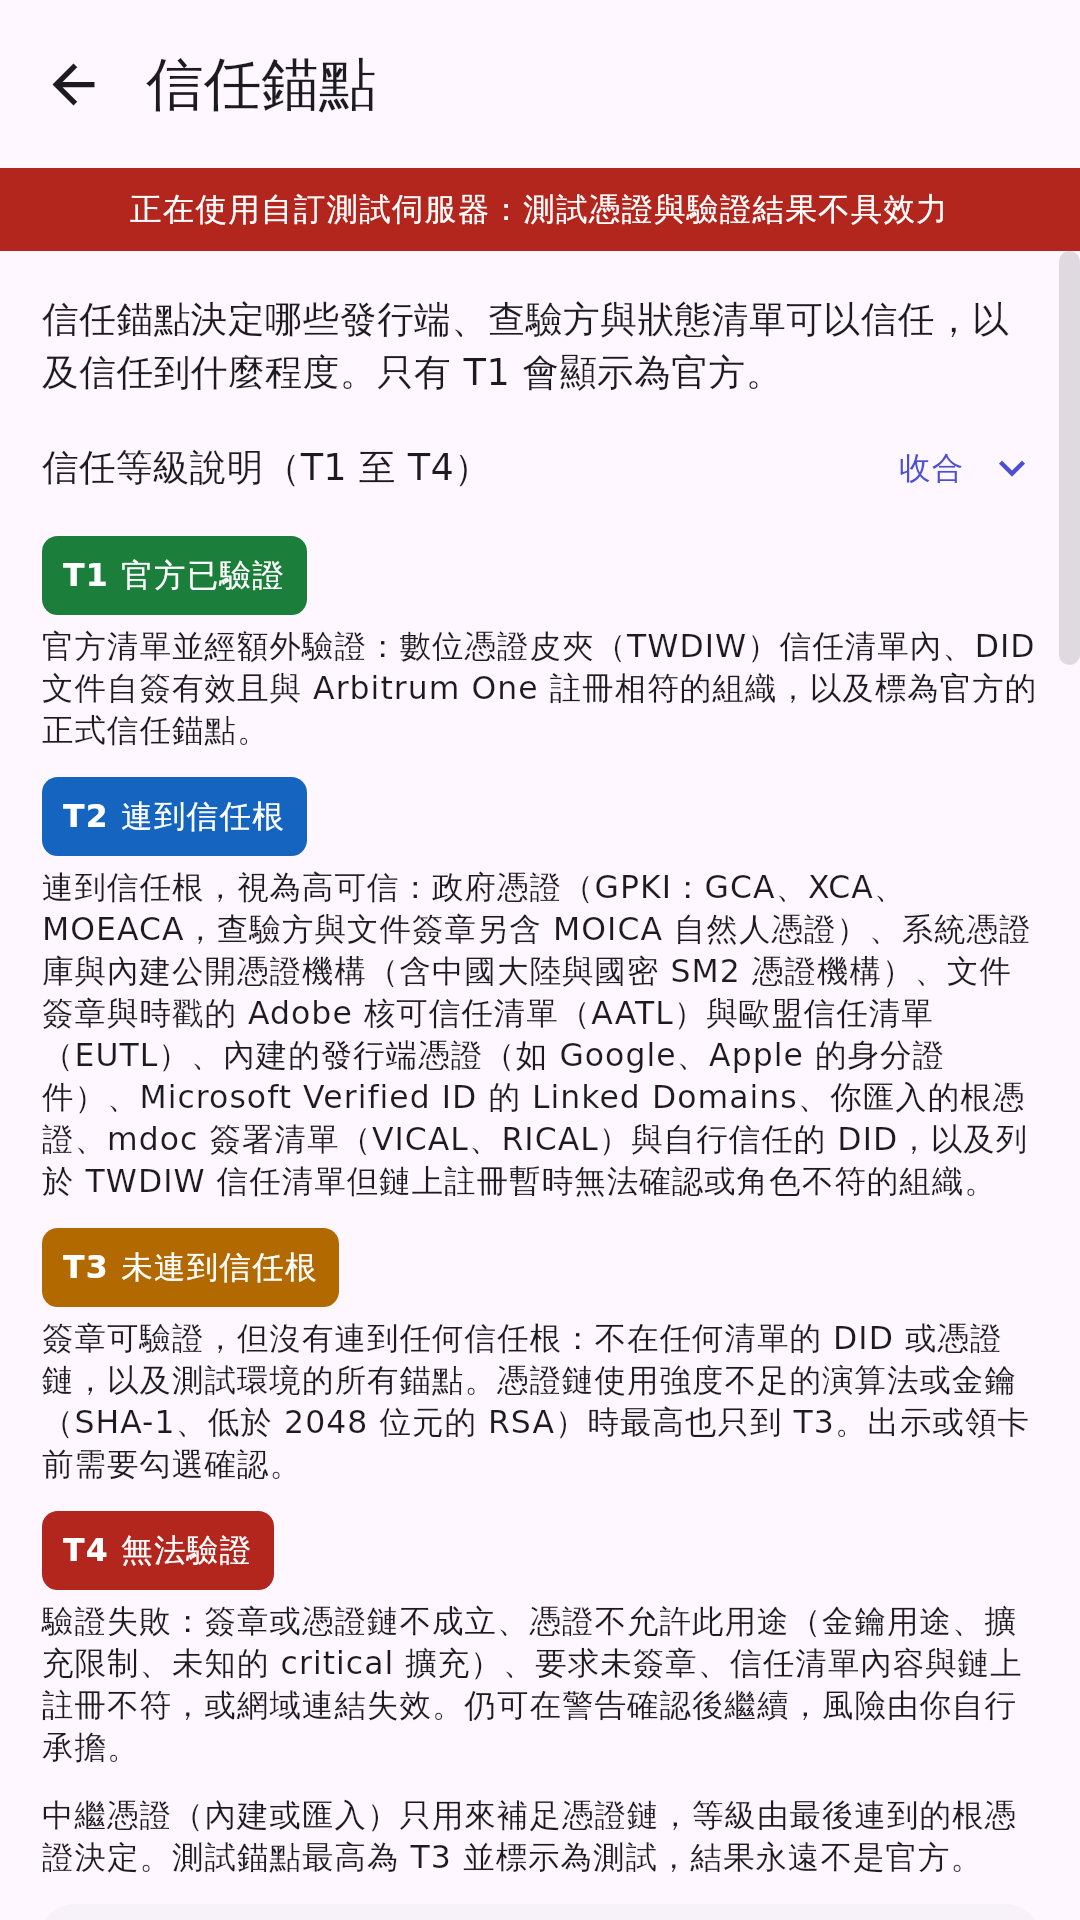 信任錨點
正在使用自訂測試伺服器：測試憑證與驗證結果不具效力
信任錨點決定哪些發行端、查驗方與狀態清單可以信任，以
及信任到什麼程度。只有 T1 會顯示為官方。
信任等級說明（T1 至 T4）
收合
T1 官方已驗證
官方清單並經額外驗證：數位憑證皮夾（TWDIW）信任清單內、DID
文件自簽有效且與 Arbitrum One 註冊相符的組織，以及標為官方的
正式信任錨點。
T2 連到信任根
連到信任根，視為高可信：政府憑證（GPKI：GCA、XCA、
MOEACA，查驗方與文件簽章另含 MOICA 自然人憑證）、系統憑證
庫與內建公開憑證機構（含中國大陸與國密 SM2 憑證機構）、文件
簽章與時戳的 Adobe 核可信任清單（AATL）與歐盟信任清單
（EUTL）、內建的發行端憑證（如 Google、Apple 的身分證
件）、Microsoft Verified ID 的 Linked Domains、你匯入的根憑
證、mdoc 簽署清單（VICAL、RICAL）與自行信任的 DID，以及列
於 TWDIW 信任清單但鏈上註冊暫時無法確認或角色不符的組織。
T3 未連到信任根
簽章可驗證，但沒有連到任何信任根：不在任何清單的 DID 或憑證
鏈，以及測試環境的所有錨點。憑證鏈使用強度不足的演算法或金鑰
（SHA-1、低於 2048 位元的 RSA）時最高也只到 T3。出示或領卡
前需要勾選確認。
T4 無法驗證
驗證失敗：簽章或憑證鏈不成立、憑證不允許此用途（金鑰用途、擴
充限制、未知的 critical 擴充）、要求未簽章、信任清單內容與鏈上
註冊不符，或網域連結失效。仍可在警告確認後繼續，風險由你自行
承擔。
中繼憑證（內建或匯入）只用來補足憑證鏈，等級由最後連到的根憑
證決定。測試錨點最高為 T3 並標示為測試，結果永遠不是官方。